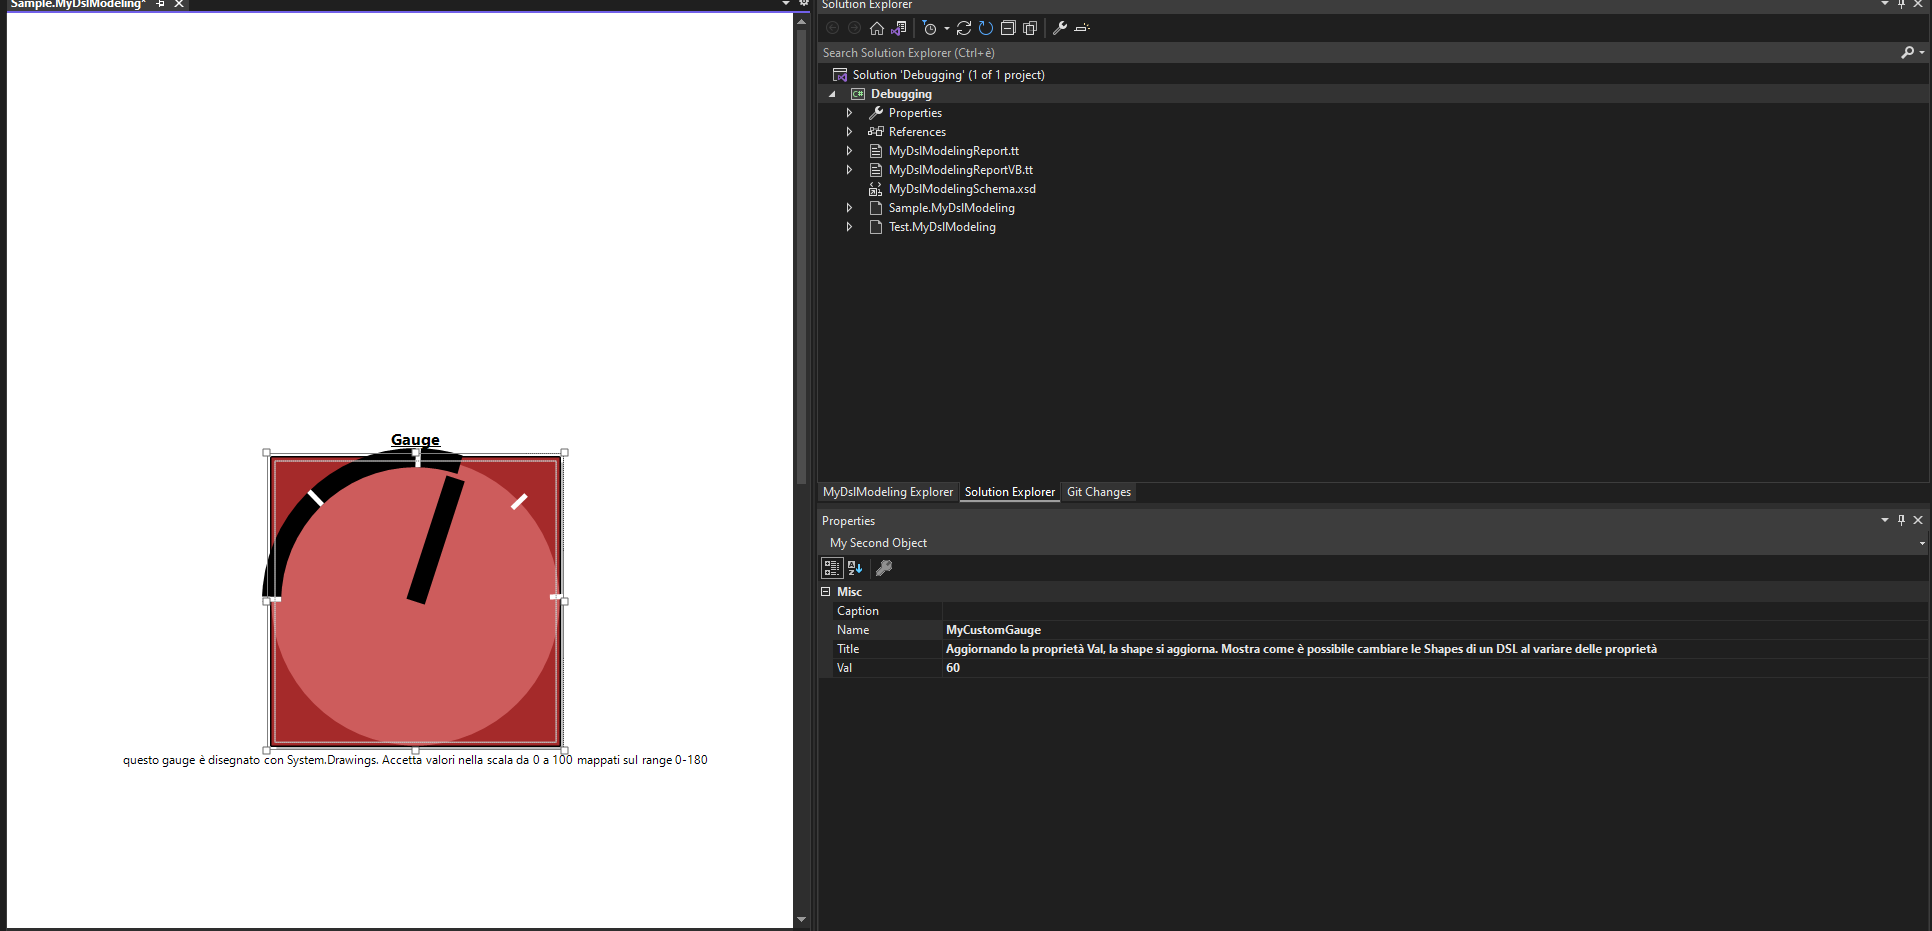 Sample.MyDslModeling*
Gauge
questo gauge è disegnato con System.Drawings. Accetta valori nella scala da 0 a 100 mappati sul range 0-180
Solution Explorer
Search Solution Explorer (Ctrl+è)
Solution 'Debugging' (1 of 1 project)
C# Debugging
Properties
References
MyDslModelingReport.tt
MyDslModelingReportVB.tt
MyDslModelingSchema.xsd
Sample.MyDslModeling
Test.MyDslModeling
MyDslModeling Explorer Solution Explorer Git Changes
Properties
My Second Object
Misc
Caption
Name MyCustomGauge
Title Aggiornando la proprietà Val, la shape si aggiorna. Mostra come è possibile cambiare le Shapes di un DSL al variare delle proprietà
Val 60